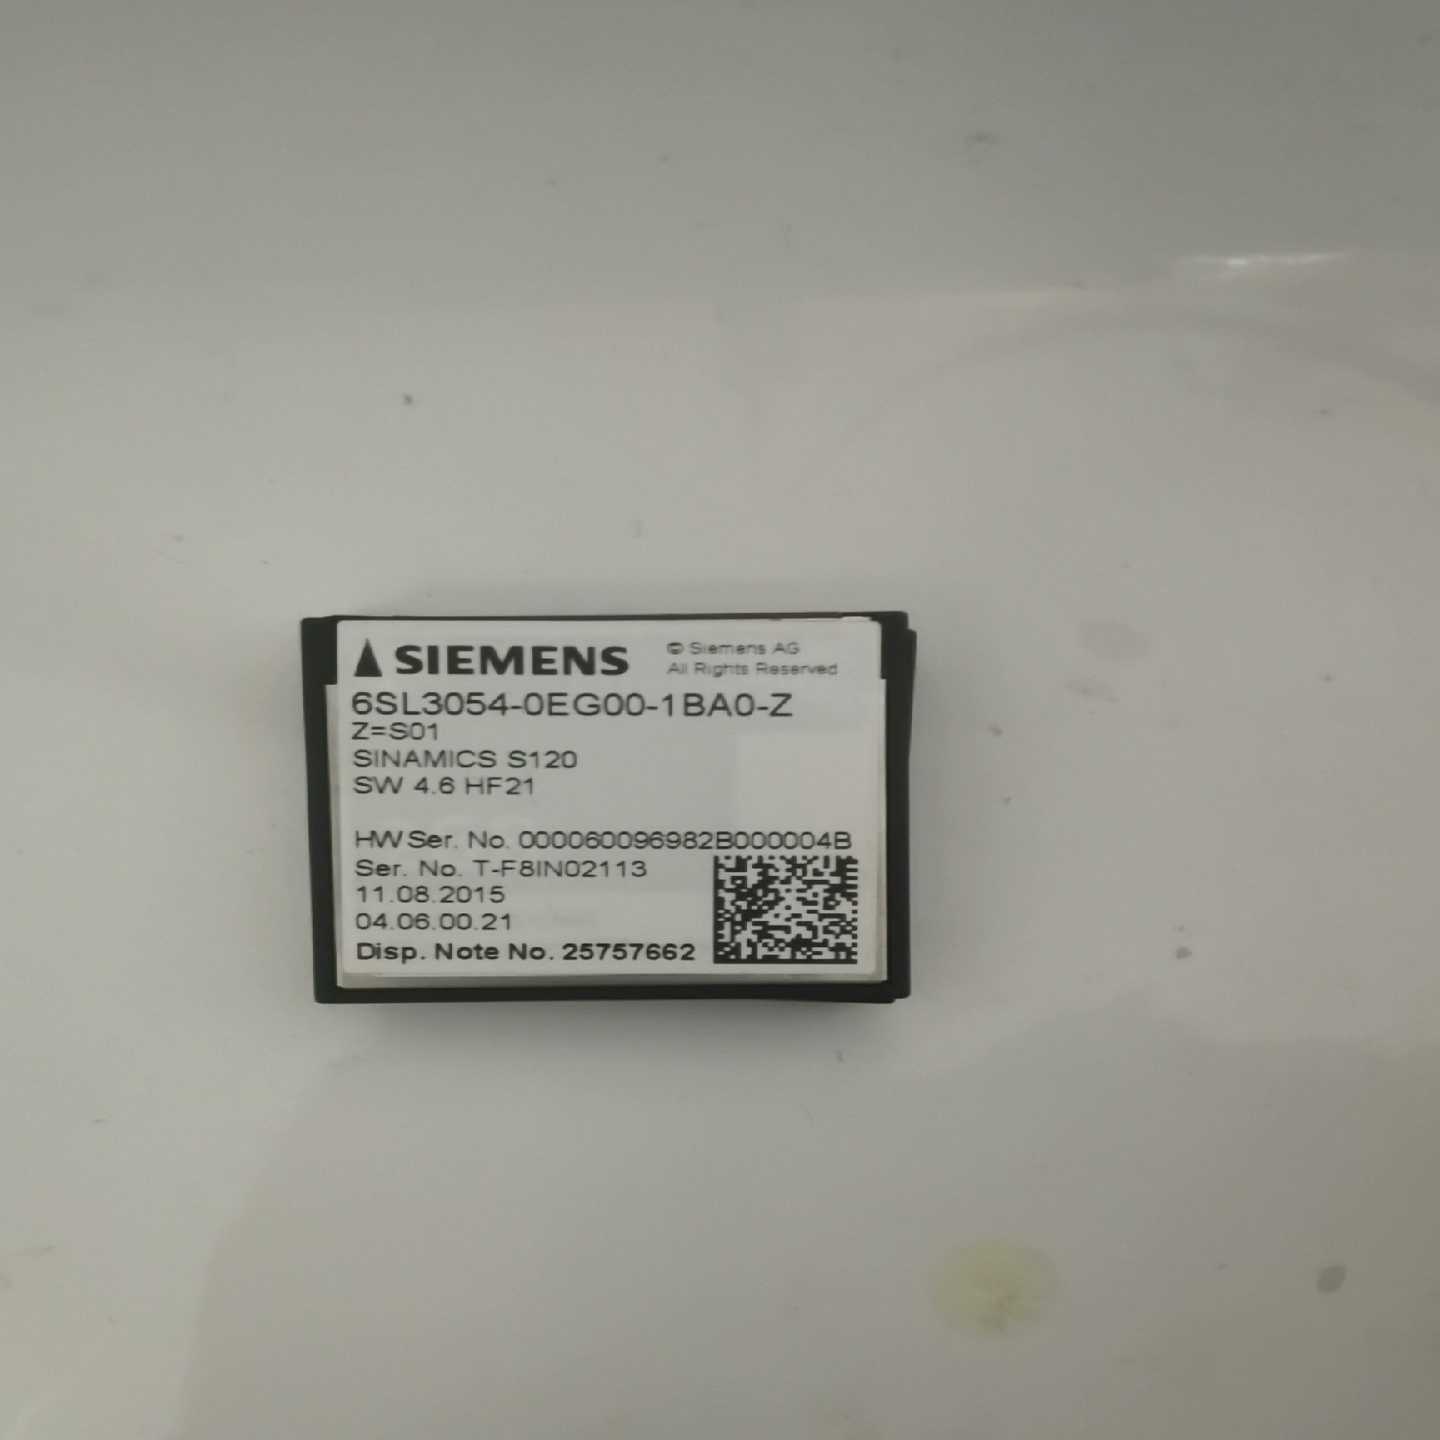 SIEMENS
© Siemens AG
All Rights Reserved
6SL3054-0EG00-1BA0-Z
Z=S01
SINAMICS S120
SW 4.6 HF21
HW Ser. No. 000060096982B000004B
Ser. No. T-F8IN02113
11.08.2015
04.06.00.21
Disp. Note No. 25757662